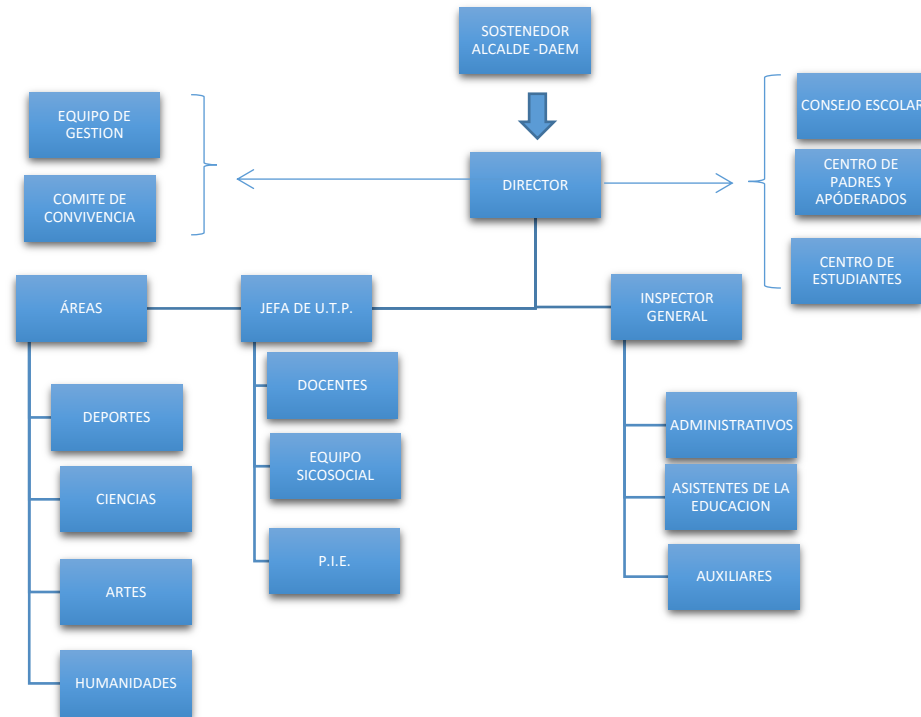 SOSTENEDOR
ALCALDE -DAEM
EQUIPO DE
GESTION
COMITE DE
CONVIVENCIA
DIRECTOR
CONSEJO ESCOLAR
CENTRO DE
PADRES Y
APÓDERADOS
CENTRO DE
ESTUDIANTES
ÁREAS
JEFA DE U.T.P.
INSPECTOR
GENERAL
DEPORTES
CIENCIAS
ARTES
HUMANIDADES
DOCENTES
EQUIPO
SICOSOCIAL
P.I.E.
ADMINISTRATIVOS
ASISTENTES DE LA
EDUCACION
AUXILIARES